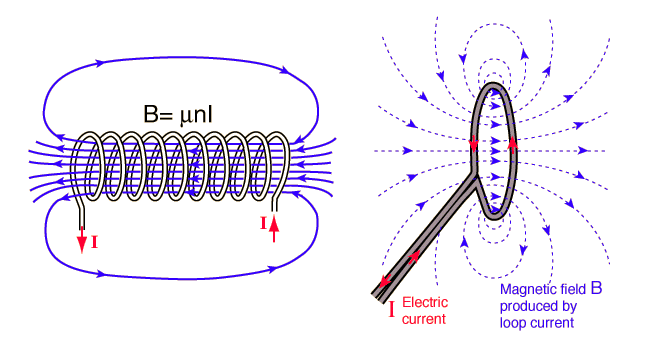 B= μnI
I
I
I
Electric
current
Magnetic field B
produced by
loop current